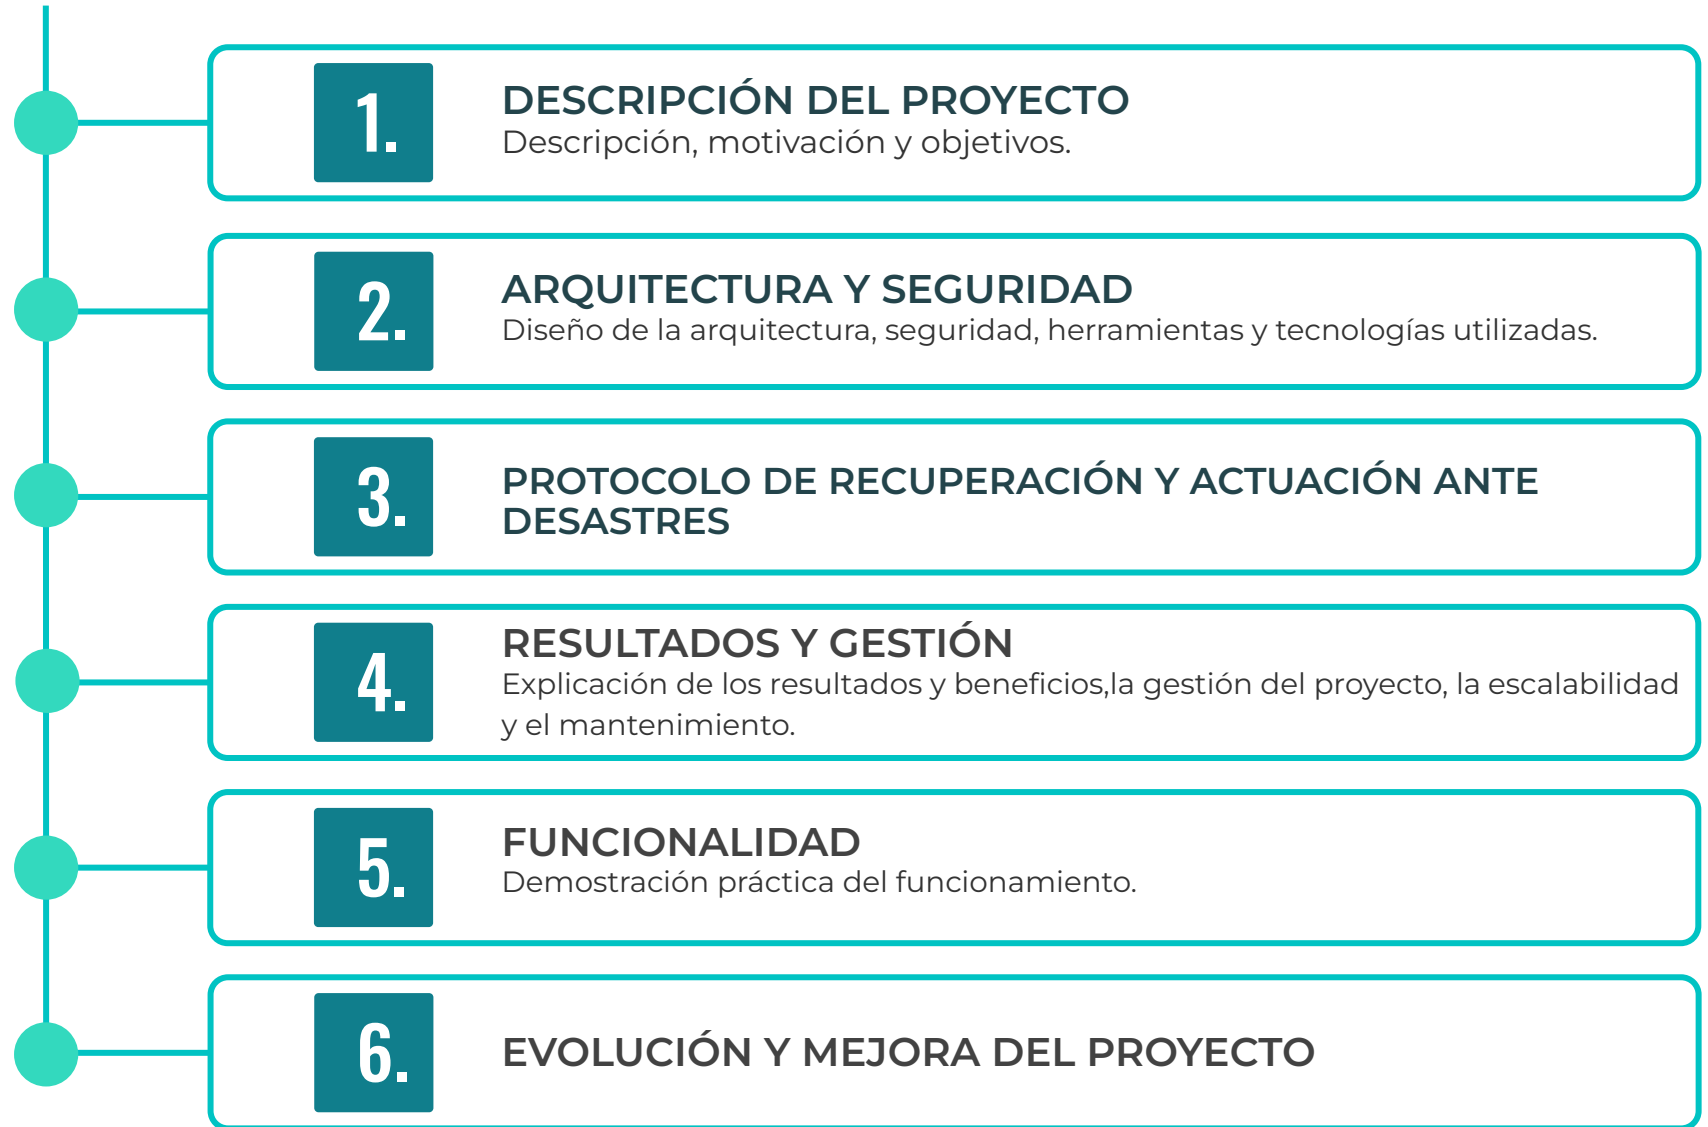 1.
DESCRIPCIÓN DEL PROYECTO
Descripción, motivación y objetivos.
2.
ARQUITECTURA Y SEGURIDAD
Diseño de la arquitectura, seguridad, herramientas y tecnologías utilizadas.
3.
PROTOCOLO DE RECUPERACIÓN Y ACTUACIÓN ANTE
DESASTRES
4.
RESULTADOS Y GESTIÓN
Explicación de los resultados y beneficios,la gestión del proyecto, la escalabilidad
y el mantenimiento.
5.
FUNCIONALIDAD
Demostración práctica del funcionamiento.
6.
EVOLUCIÓN Y MEJORA DEL PROYECTO